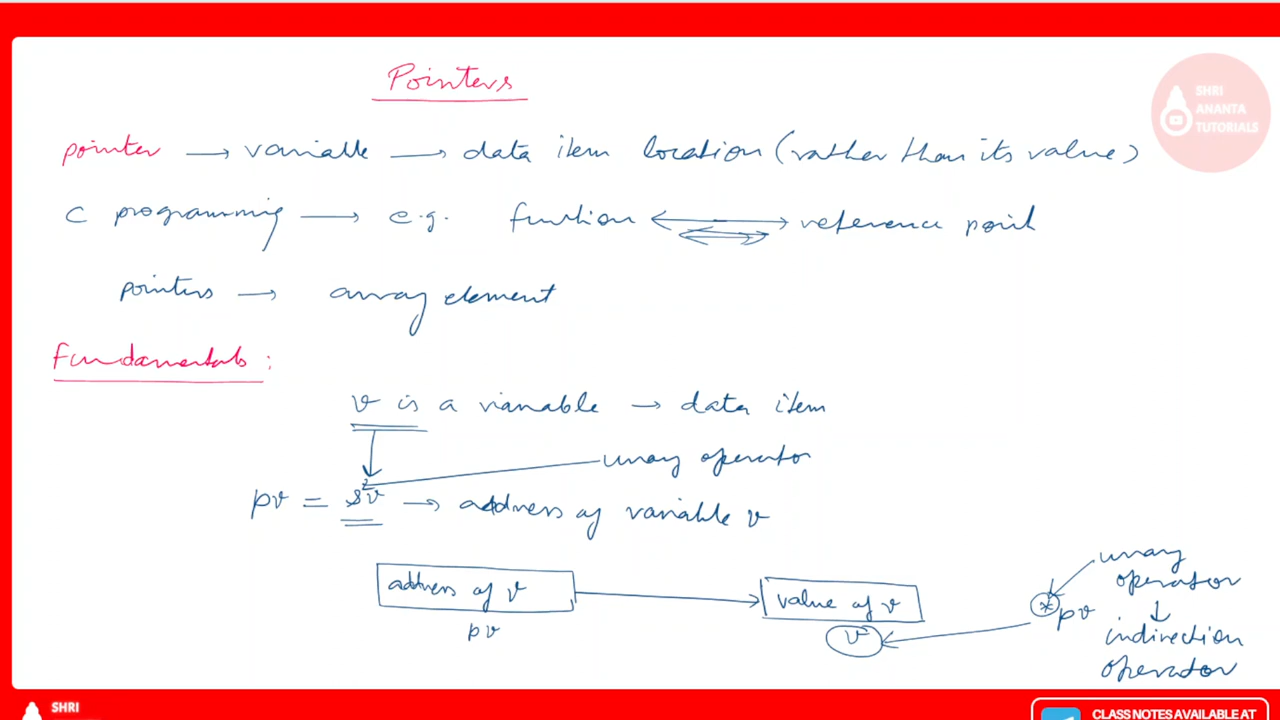 Pointers
SHRI
ANANTA
TUTORIALS
pointer → variable → data item location (rather than its value)
C programming → e.g. function ⟷ reference point
pointers → array element
Fundamentals :
v is a variable → data item
unary operator
pv = &v → address of variable v
address of v → value of v
pv
v
*pv
unary
operator
↓
indirection
operator
SHRI
CLASS NOTES AVAILABLE AT